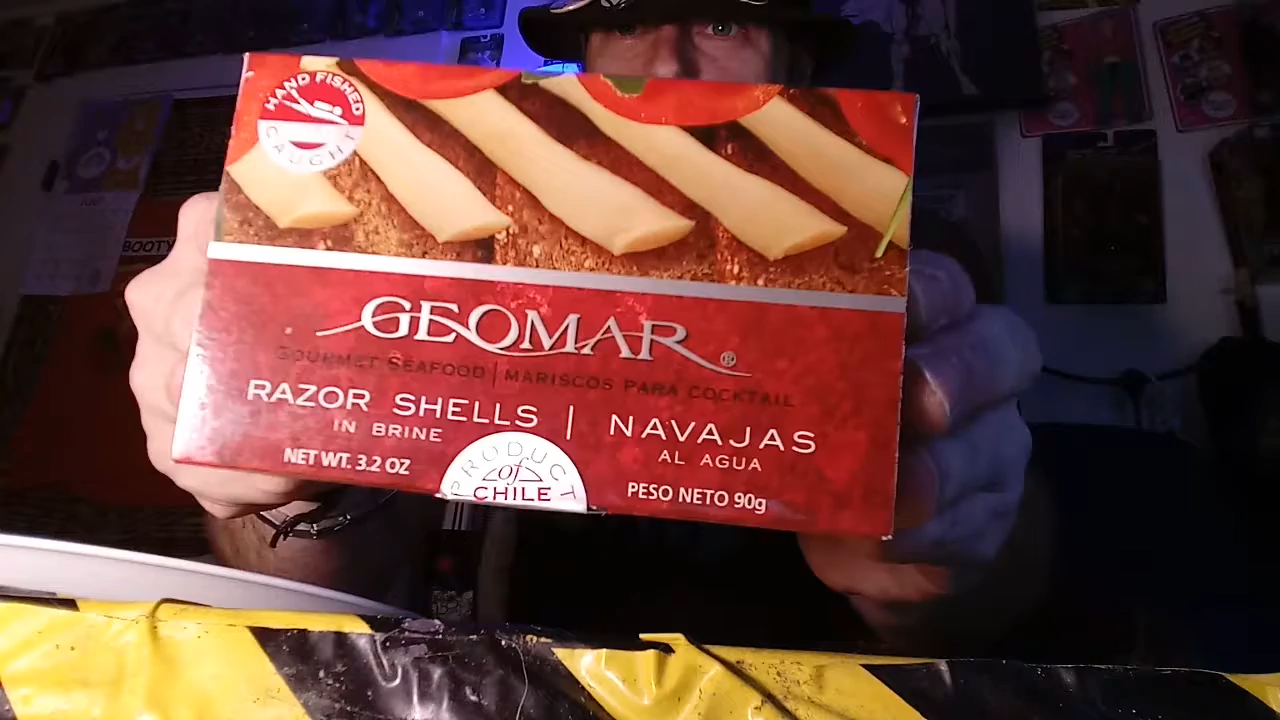 HAND FISHED
CAUGHT
BOOTY
GEOMAR®
GOURMET SEAFOOD | MARISCOS PARA COCKTAIL
RAZOR SHELLS | NAVAJAS
IN BRINE
AL AGUA
NET WT. 3.2 OZ
PRODUCT
of
CHILE
PESO NETO 90g